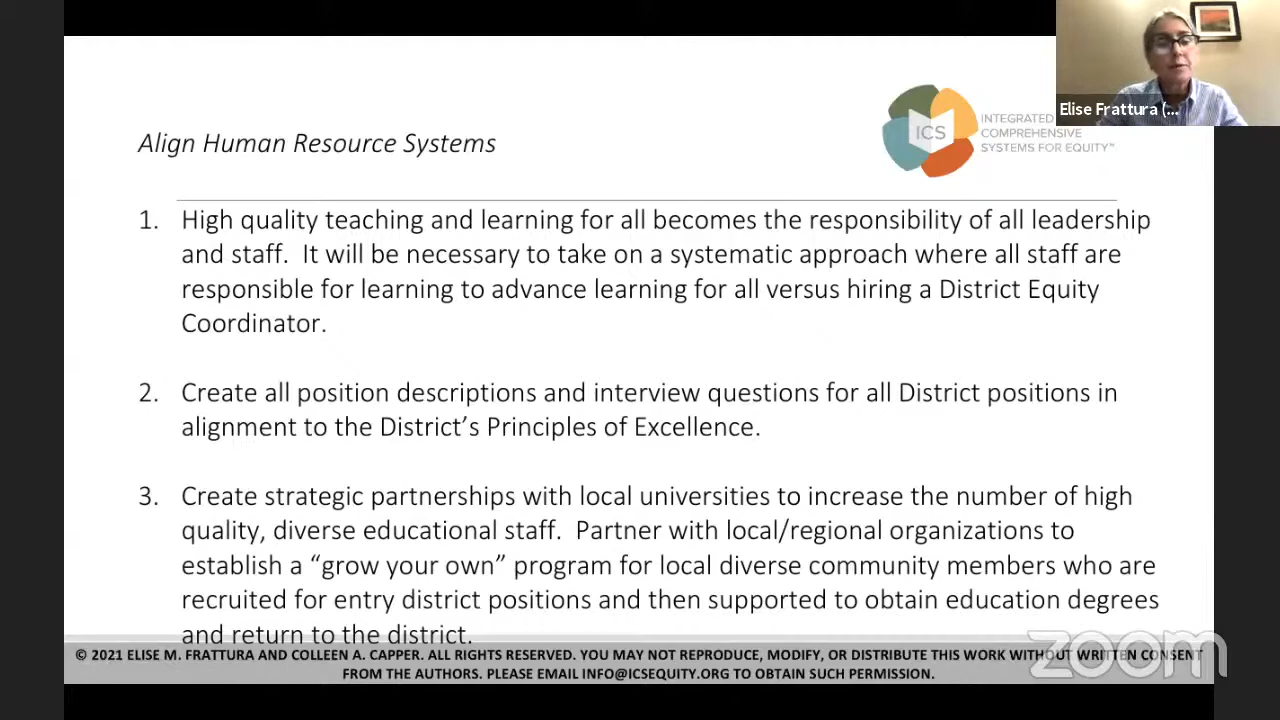 Elise Frattura (...
ICS
INTEGRATED
COMPREHENSIVE
SYSTEMS FOR EQUITY™
Align Human Resource Systems
1. High quality teaching and learning for all becomes the responsibility of all leadership
and staff.  It will be necessary to take on a systematic approach where all staff are
responsible for learning to advance learning for all versus hiring a District Equity
Coordinator.
2. Create all position descriptions and interview questions for all District positions in
alignment to the District’s Principles of Excellence.
3. Create strategic partnerships with local universities to increase the number of high
quality, diverse educational staff.  Partner with local/regional organizations to
establish a “grow your own” program for local diverse community members who are
recruited for entry district positions and then supported to obtain education degrees
and return to the district.
© 2021 ELISE M. FRATTURA AND COLLEEN A. CAPPER. ALL RIGHTS RESERVED. YOU MAY NOT REPRODUCE, MODIFY, OR DISTRIBUTE THIS WORK WITHOUT WRITTEN CONSENT
FROM THE AUTHORS. PLEASE EMAIL INFO@ICSEQUITY.ORG TO OBTAIN SUCH PERMISSION.
zoom